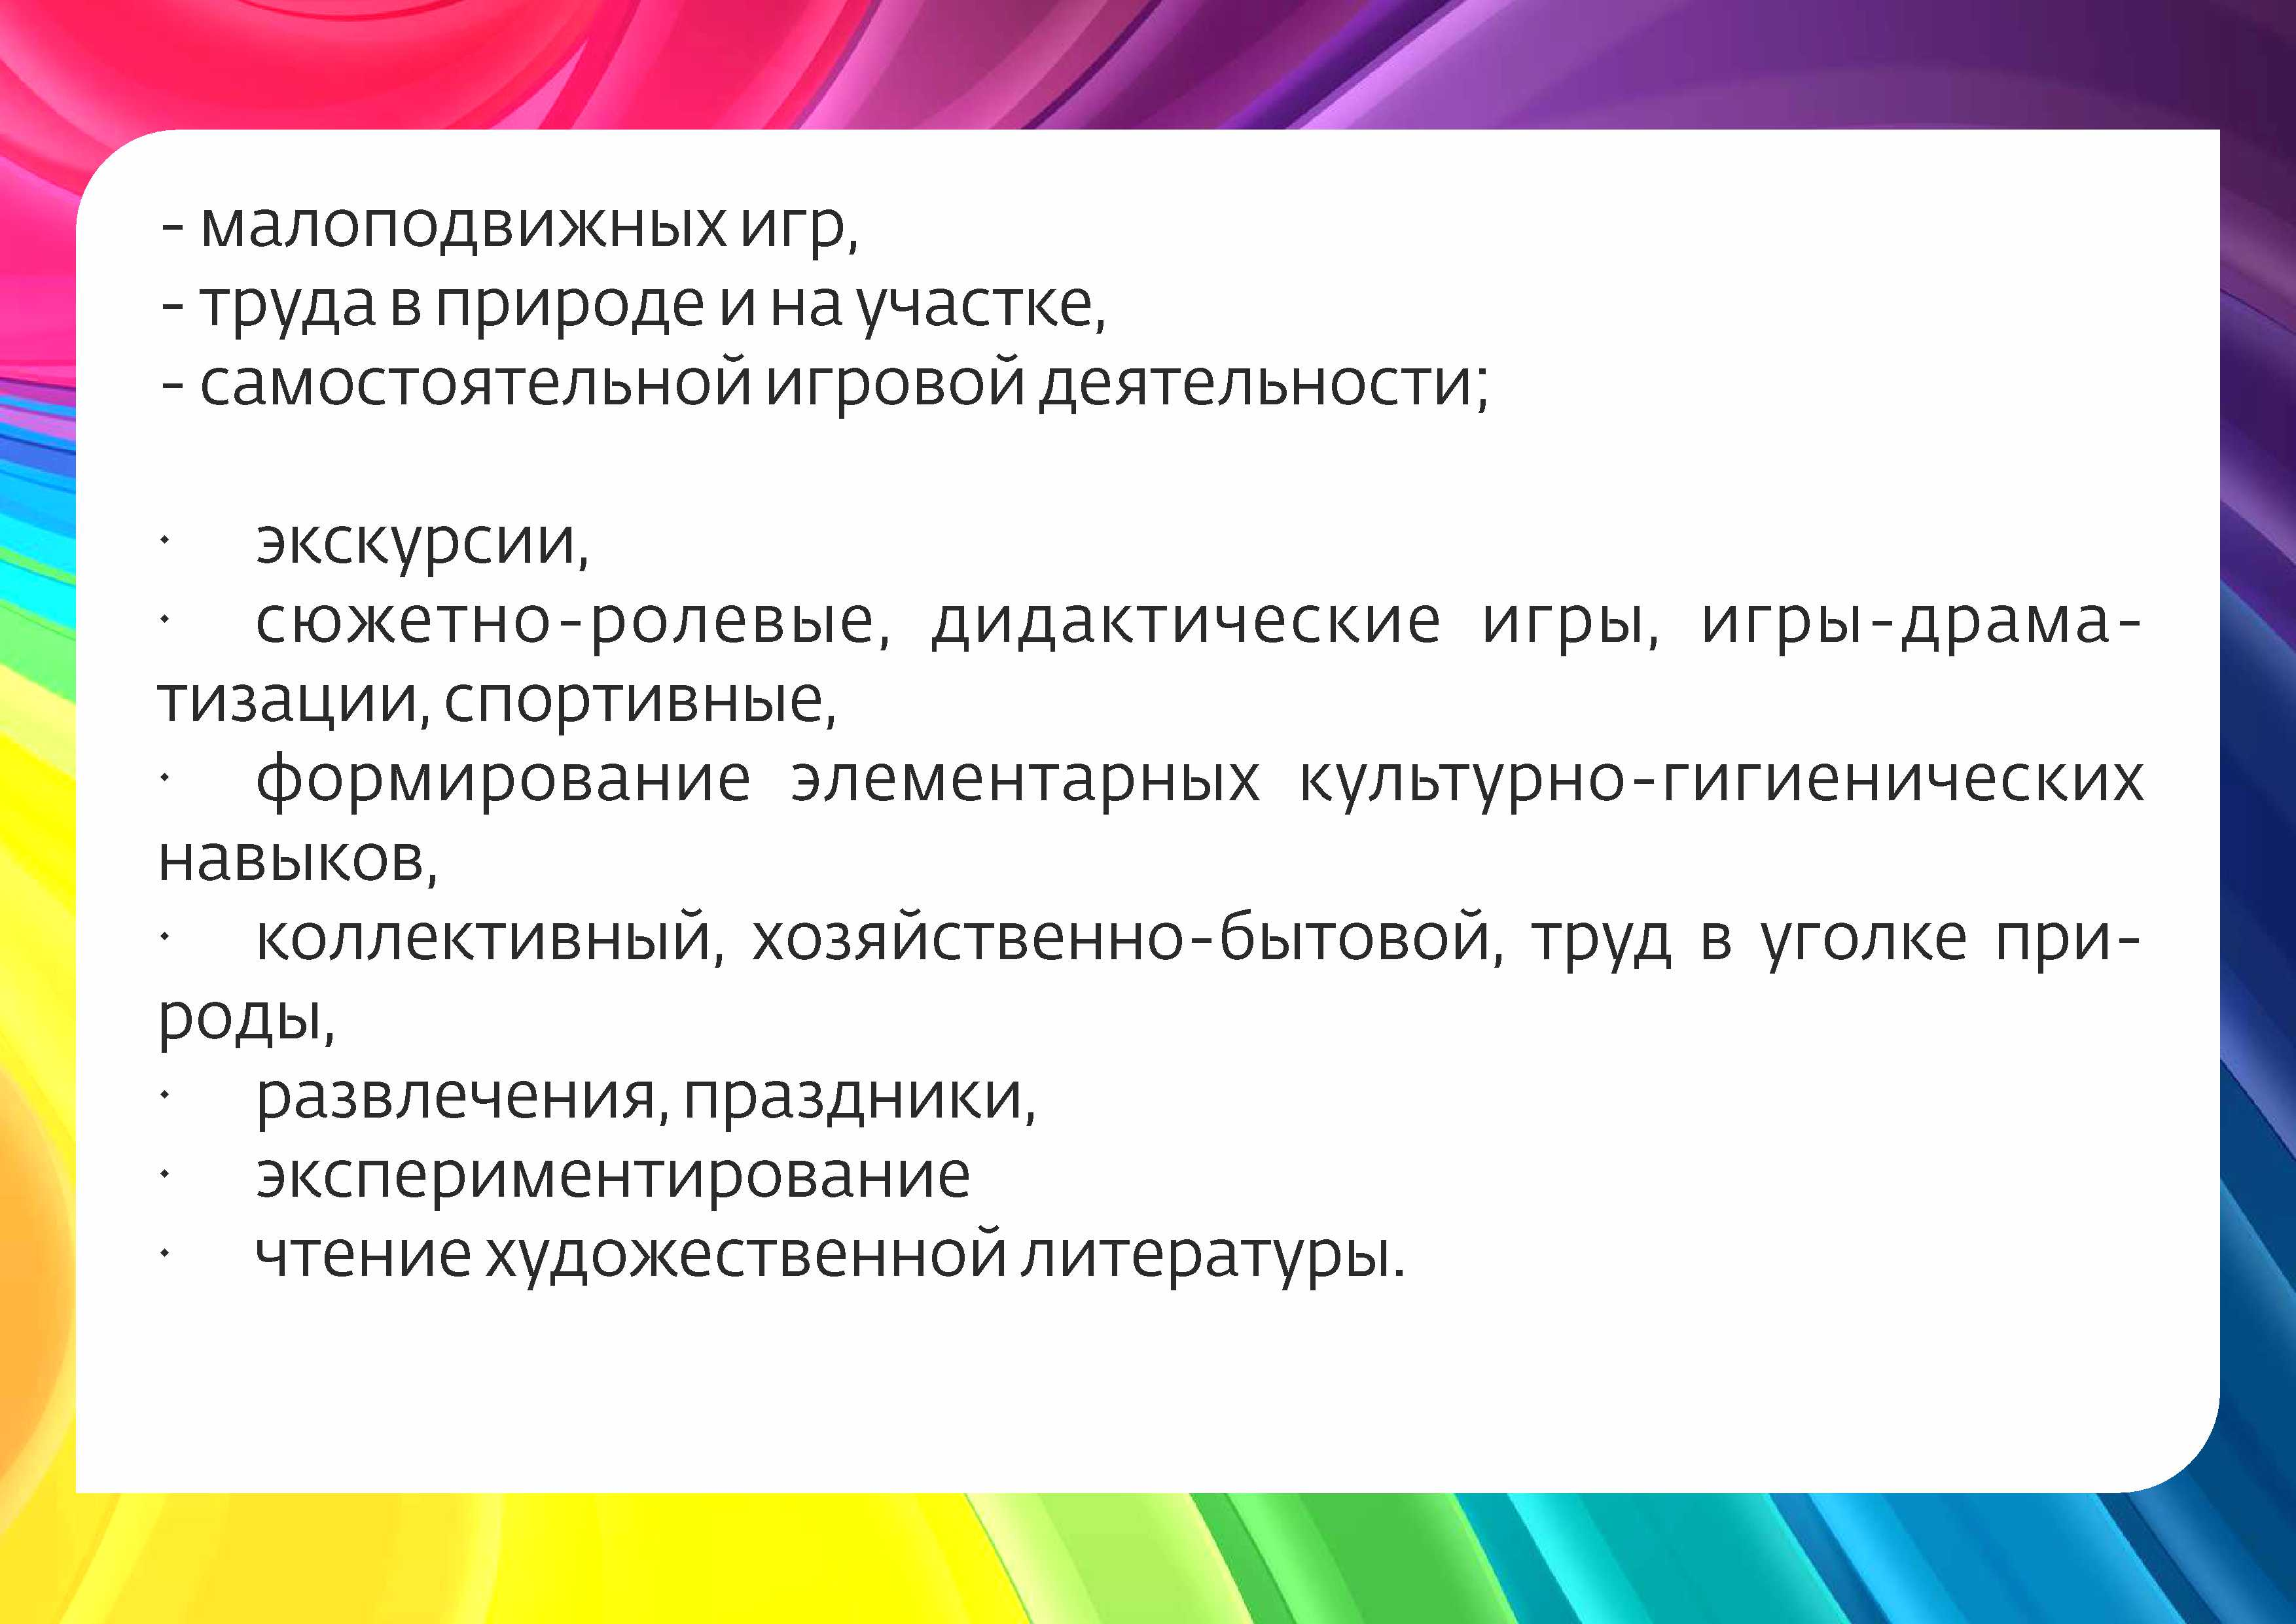 - малоподвижных игр,
- труда в природе и на участке,
- самостоятельной игровой деятельности;
· экскурсии,
· сюжетно-ролевые, дидактические игры, игры-драма-
тизации, спортивные,
· формирование элементарных культурно-гигиенических
навыков,
· коллективный, хозяйственно-бытовой, труд в уголке при-
роды,
· развлечения, праздники,
· экспериментирование
· чтение художественной литературы.